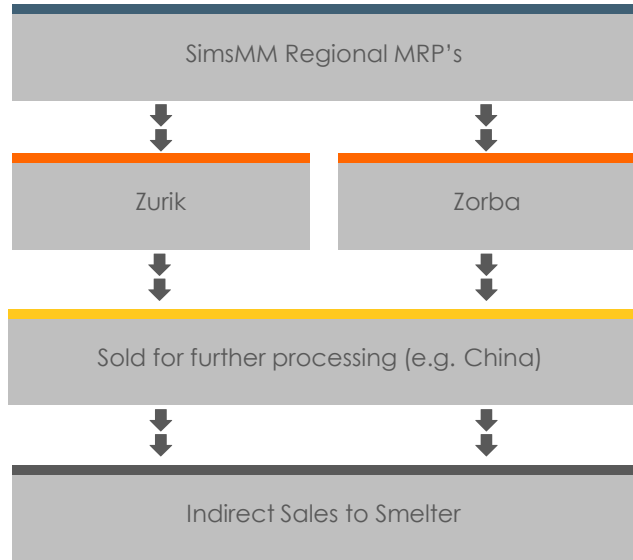 SimsMM Regional MRP's
Zurik
Zorba
Sold for further processing (e.g. China)
Indirect Sales to Smelter